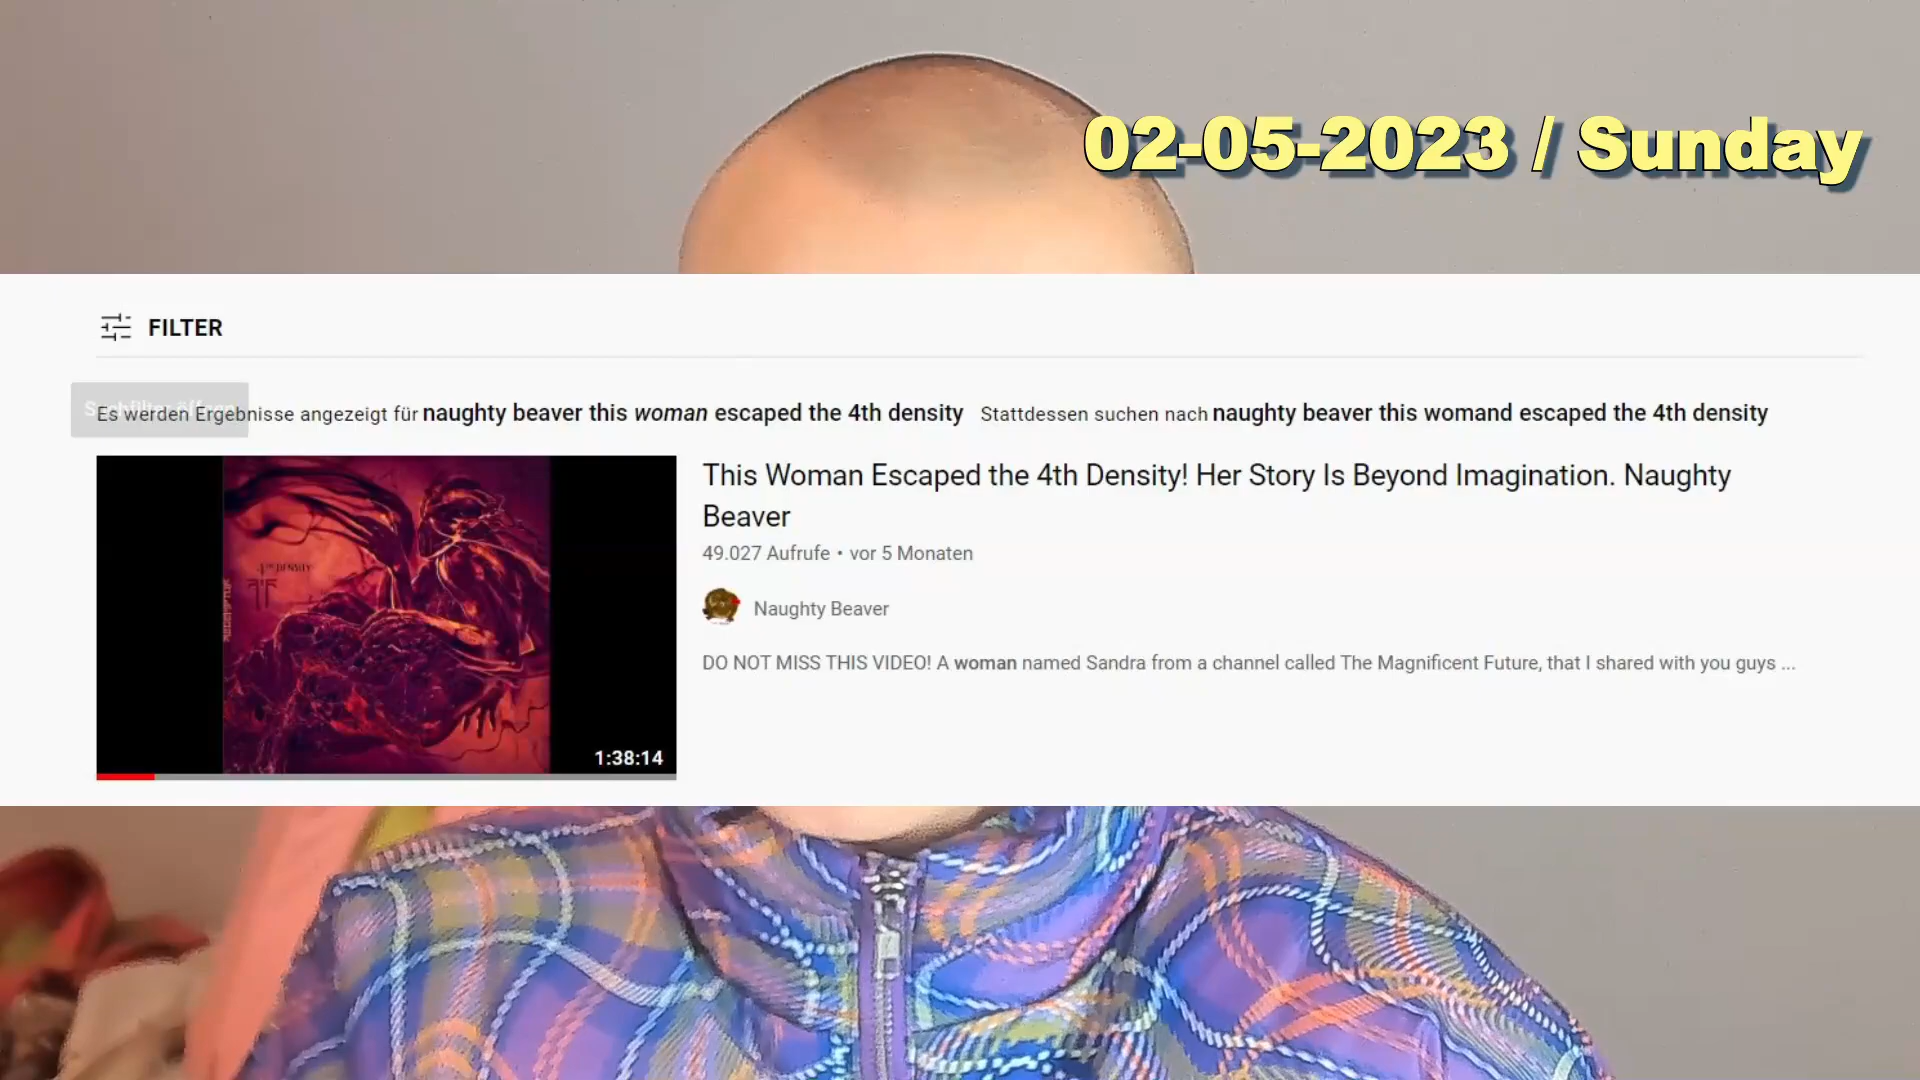 02-05-2023 / Sunday
FILTER
Es werden Ergebnisse angezeigt für naughty beaver this woman escaped the 4th density Stattdessen suchen nach naughty beaver this womand escaped the 4th density
This Woman Escaped the 4th Density! Her Story Is Beyond Imagination. Naughty
Beaver
49.027 Aufrufe • vor 5 Monaten
Naughty Beaver
DO NOT MISS THIS VIDEO! A woman named Sandra from a channel called The Magnificent Future, that I shared with you guys ...
4TH DENSITY
1:38:14